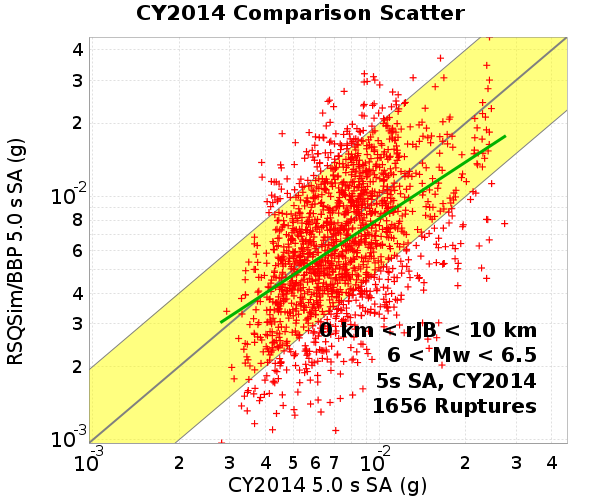 CY2014 Comparison Scatter
RSQSim/BBP 5.0 s SA (g)
4
3
2
10-2
8
6
4
3
2
10-3
0 km < rJB < 10 km
6 < Mw < 6.5
5s SA, CY2014
1656 Ruptures
10-3 2 3 4 5 6 7 10-2 2 3 4
CY2014 5.0 s SA (g)